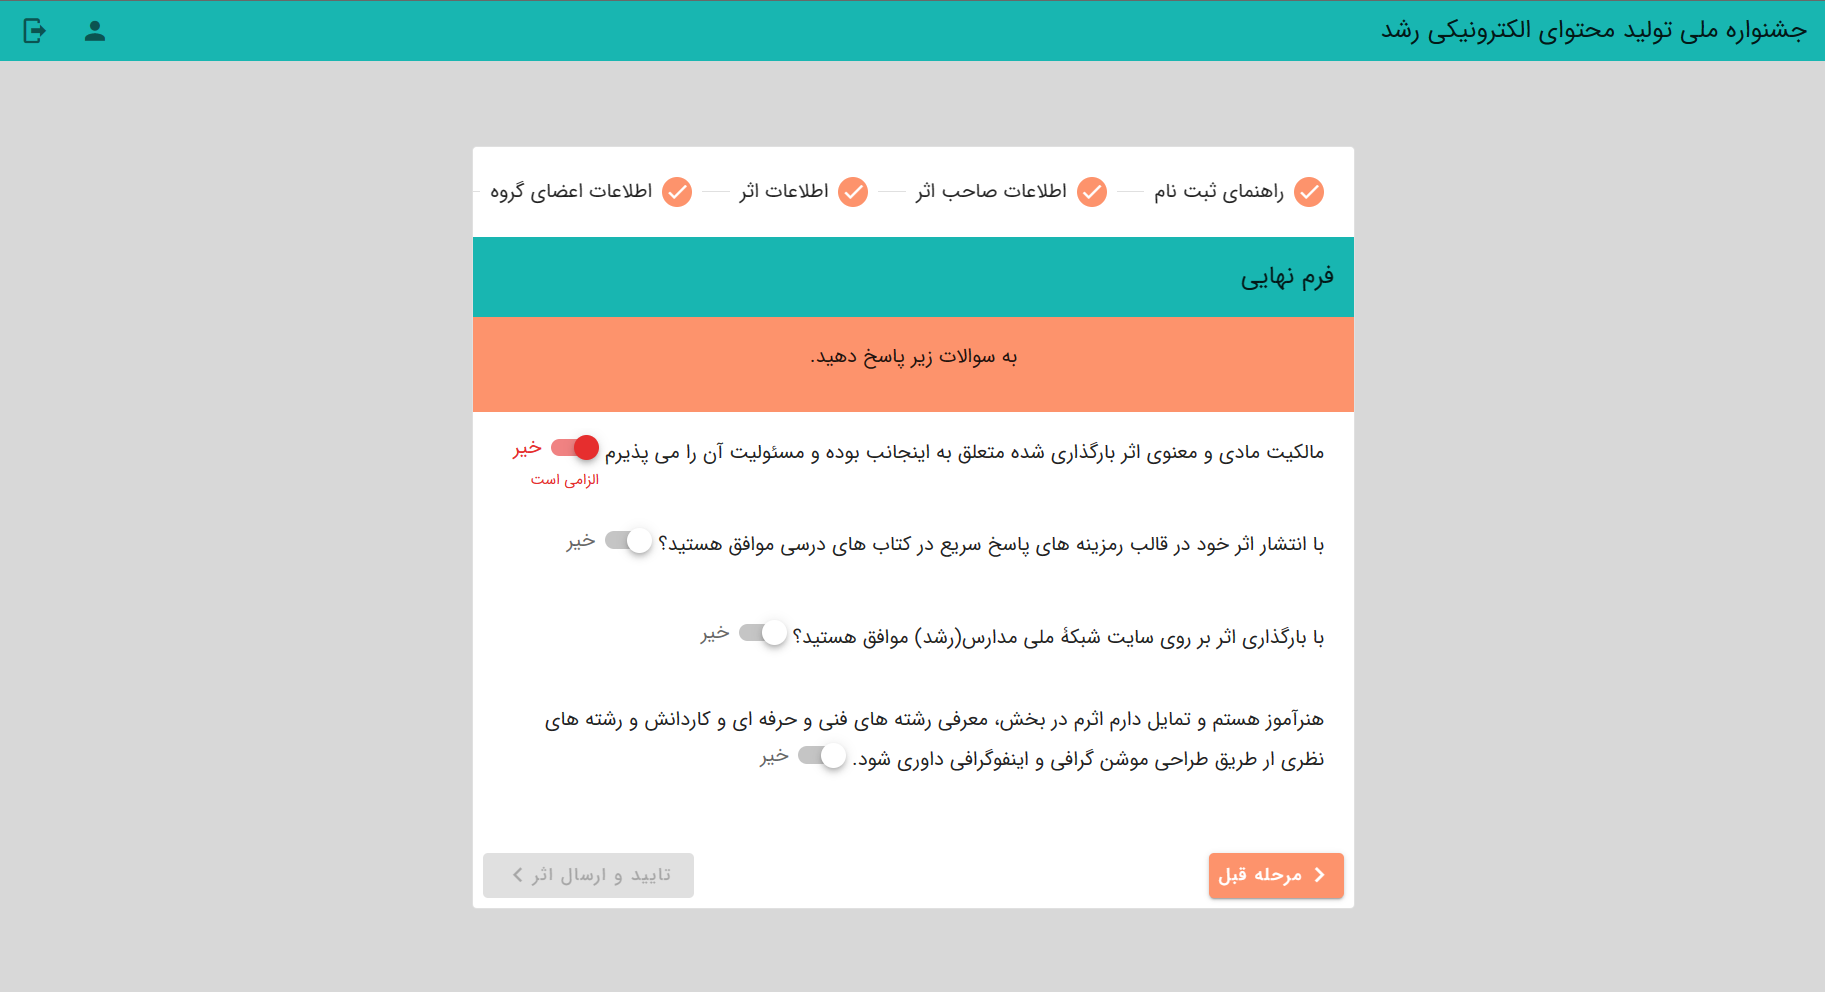 جشنواره ملی تولید محتوای الکترونیکی رشد
راهنمای ثبت نام
اطلاعات صاحب اثر
اطلاعات اثر
اطلاعات اعضای گروه
فرم نهایی
به سوالات زیر پاسخ دهید.
مالکیت مادی و معنوی اثر بارگذاری شده متعلق به اینجانب بوده و مسئولیت آن را می پذیرم خیر
الزامی است
با انتشار اثر خود در قالب رمزینه های پاسخ سریع در کتاب های درسی موافق هستید؟ خیر
با بارگذاری اثر بر روی سایت شبکهٔ ملی مدارس(رشد) موافق هستید؟ خیر
هنرآموز هستم و تمایل دارم اثرم در بخش، معرفی رشته های فنی و حرفه ای و کاردانش و رشته های
نظری ار طریق طراحی موشن گرافی و اینفوگرافی داوری شود. خیر
مرحله قبل
تایید و ارسال اثر